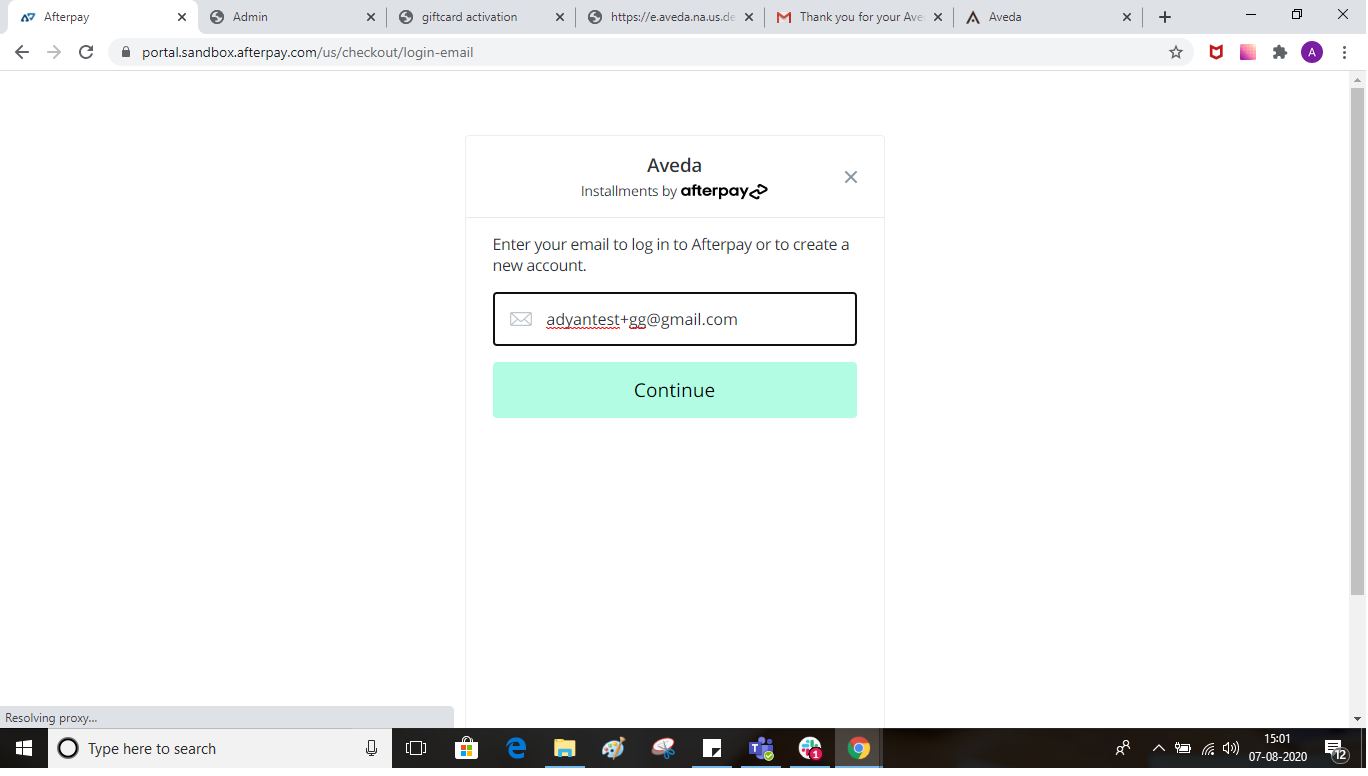 Afterpay
Admin
giftcard activation
https://e.aveda.na.us.de
Thank you for your Ave
Aveda
portal.sandbox.afterpay.com/us/checkout/login-email
A
Aveda
Installments by afterpay
Enter your email to log in to Afterpay or to create a
new account.
adyantest+gg@gmail.com
Continue
Resolving proxy...
Type here to search
1
15:01
07-08-2020
12